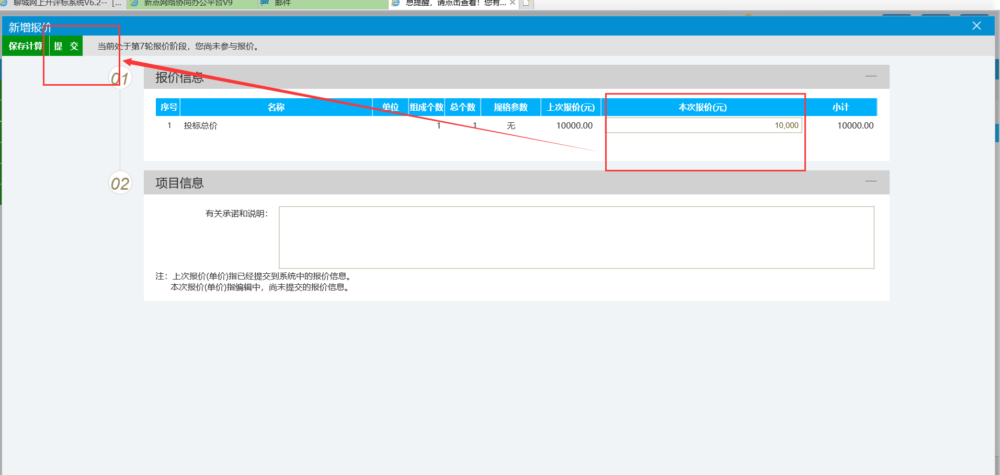 聊城网上开评标系统V6.2-- [...
新点网络协同办公平台V9
邮件
息提醒，请点击查看！您有...
新增报价
保存计算 提 交 当前处于第7轮报价阶段，您尚未参与报价。
01 报价信息
序号 名称 单位 组成个数 总个数 规格参数 上次报价(元) 本次报价(元) 小计
1 投标总价 1 1 无 10000.00 10,000 10000.00
02 项目信息
有关承诺和说明：
注：上次报价(单价)指已经提交到系统中的报价信息。
本次报价(单价)指编辑中，尚未提交的报价信息。